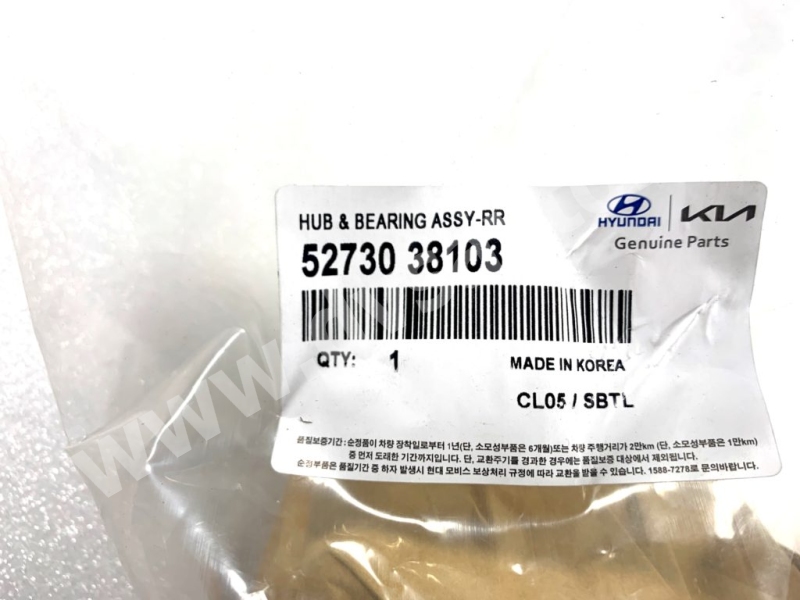 HUB & BEARING ASSY-RR
HYUNDAI
KIA
Genuine Parts
52730 38103
QTY: 1
MADE IN KOREA
CL05 / SBTL
품질보증기간 : 순정품이 차량 장착일로부터 1년(단, 소모성부품은 6개월)또는 차량 주행거리가 2만km (단, 소모성부품은 1만km)
중 먼저 도래한 기간까지입니다. 단, 교환주기를 경과한 경우에는 품질보증 대상에서 제외됩니다.
순정부품은 품질기간 중 하자 발생시 현대 모비스 보상처리 규정에 따라 교환을 받을 수 있습니다. 1588-7278로 문의바랍니다.